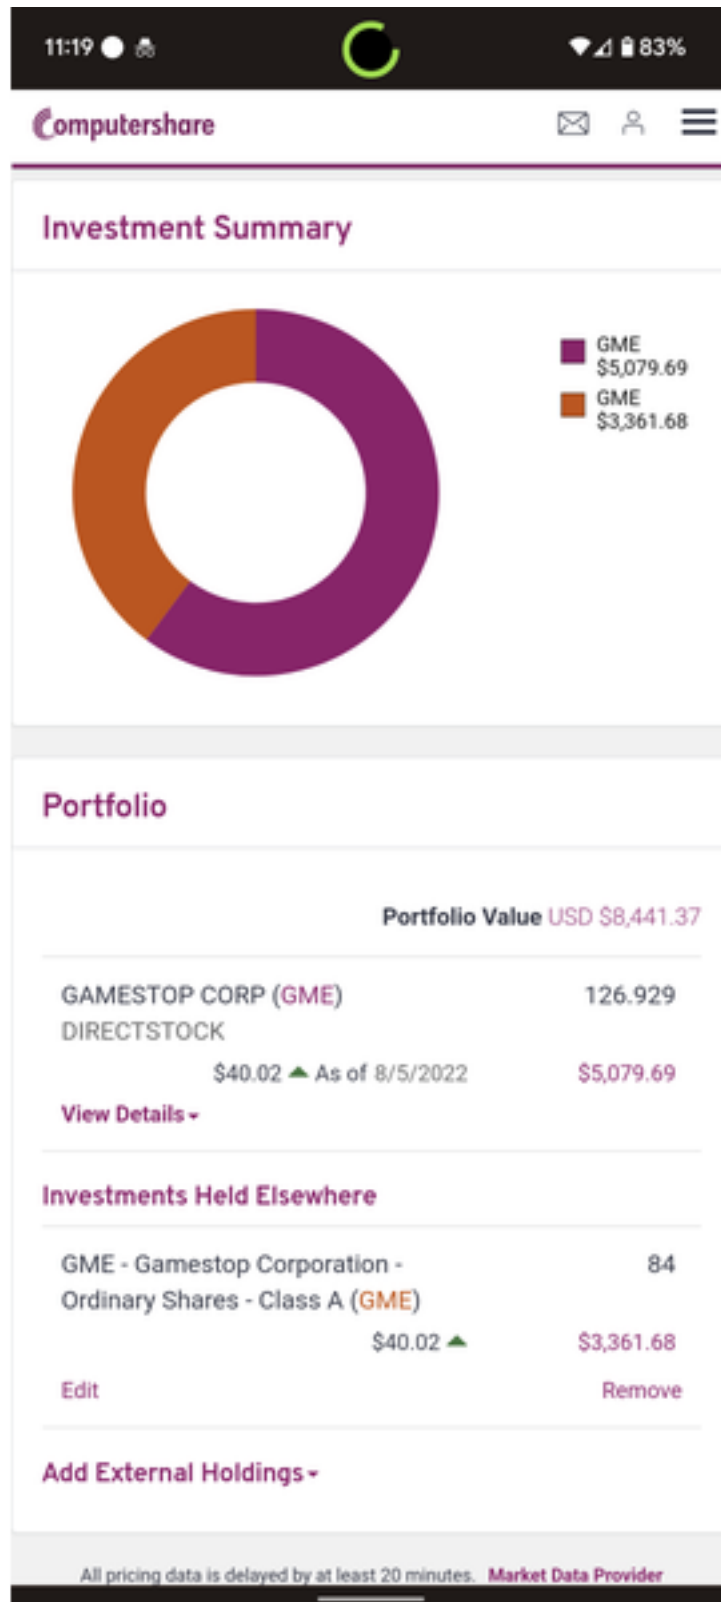 11:19 83%
Computershare
Investment Summary
GME
$5,079.69
GME
$3,361.68
Portfolio
Portfolio Value USD $8,441.37
GAMESTOP CORP (GME) 126.929
DIRECTSTOCK
$40.02 As of 8/5/2022 $5,079.69
View Details
Investments Held Elsewhere
GME - Gamestop Corporation - 84
Ordinary Shares - Class A (GME)
$40.02 $3,361.68
Edit Remove
Add External Holdings
All pricing data is delayed by at least 20 minutes. Market Data Provider